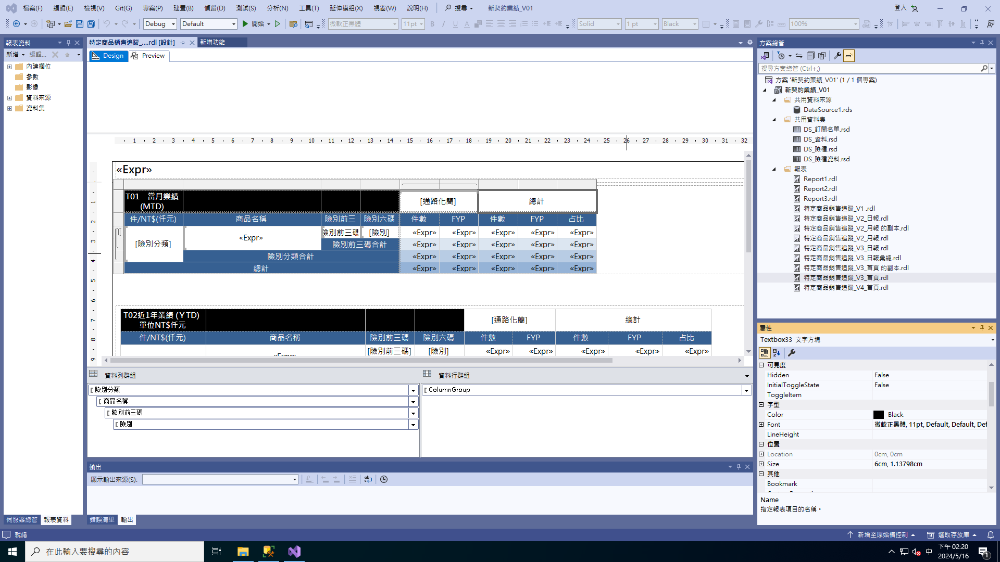 檔案(F) 編輯(E) 檢視(V) Git(G) 專案(P) 建置(B) 偵錯(D) 測試(S) 分析(N) 工具(T) 延伸模組(X) 視窗(W) 說明(H) 搜尋 新契約業績_V01 登入
Debug Default 開始 微軟正黑體 11pt B I U A Solid 1 pt Black 100%
報表資料
新增 編輯...
內建欄位
參數
影像
資料來源
資料集
特定商品銷售追蹤_....rdl [設計] 新增功能
Design Preview
1 2 3 4 5 6 7 8 9 10 11 12 13 14 15 16 17 18 19 20 21 22 23 24 25 26 27 28 29 30 31 32
1
2
3
4
5
6
7
8
9
«Expr»
T01 當月業績
(MTD)
[通路化簡] 總計
件/NT$(仟元) 商品名稱 險別前三 險別六碼 件數 FYP 件數 FYP 占比
[險別分類] «Expr» 險別前三碼 [險別] «Expr» «Expr» «Expr» «Expr» «Expr»
險別前三碼合計 «Expr» «Expr» «Expr» «Expr» «Expr»
險別分類合計 «Expr» «Expr» «Expr» «Expr» «Expr»
總計 «Expr» «Expr» «Expr» «Expr» «Expr»
T02近1年業績 (ＹTD)
單位NT$仟元
[通路化簡] 總計
件/NT$(仟元) 商品名稱 險別前三碼 險別六碼 件數 FYP 件數 FYP 占比
«Expr» [險別前三碼] [險別] «Expr» «Expr» «Expr» «Expr» «Expr»
資料列群組 資料行群組
[ 險別分類
[ 商品名稱
[ 險別前三碼
[ 險別
[ ColumnGroup
輸出
顯示輸出來源(S):
伺服器總管 報表資料 錯誤清單 輸出
方案總管
搜尋方案總管 (Ctrl+;)
方案 '新契約業績_V01' (1 / 1 個專案)
新契約業績_V01
共用資料來源
DataSource1.rds
共用資料集
DS_訂閱名單.rsd
DS_資料.rsd
DS_險種.rsd
DS_險種資料.rsd
報表
Report1.rdl
Report2.rdl
Report3.rdl
特定商品銷售追蹤_V1 .rdl
特定商品銷售追蹤_V2_日報.rdl
特定商品銷售追蹤_V2_月報 的副本.rdl
特定商品銷售追蹤_V2_月報.rdl
特定商品銷售追蹤_V3_日報.rdl
特定商品銷售追蹤_V3_日報彙總.rdl
特定商品銷售追蹤_V3_首頁 的副本.rdl
特定商品銷售追蹤_V3_首頁.rdl
特定商品銷售追蹤_V4_首頁.rdl
屬性
Textbox33 文字方塊
可見度
Hidden False
InitialToggleState False
ToggleItem
字型
Color Black
Font 微軟正黑體, 11pt, Default, Default, Def
LineHeight
位置
Location 0cm, 0cm
Size 6cm, 1.13798cm
其他
Bookmark
Name
指定報表項目的名稱。
就緒 新增至原始檔控制 選取存放庫
在此輸入要搜尋的內容
中
下午 02:20
2024/5/16
1